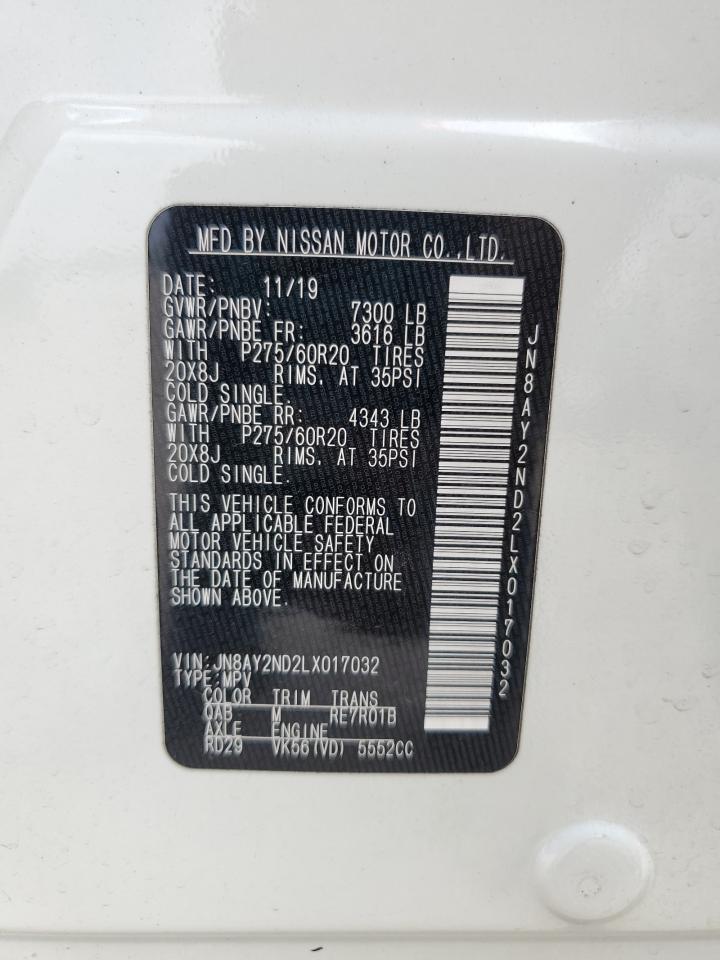 MFD BY NISSAN MOTOR CO.,LTD.
DATE: 11/19
GVWR/PNBV: 7300 LB
GAWR/PNBE FR: 3616 LB
WITH P275/60R20 TIRES
20X8J RIMS. AT 35PSI
COLD SINGLE.
GAWR/PNBE RR: 4343 LB
WITH P275/60R20 TIRES
20X8J RIMS. AT 35PSI
COLD SINGLE.
THIS VEHICLE CONFORMS TO
ALL APPLICABLE FEDERAL
MOTOR VEHICLE SAFETY
STANDARDS IN EFFECT ON
THE DATE OF MANUFACTURE
SHOWN ABOVE.
VIN:JN8AY2ND2LX017032
TYPE:MPV
COLOR TRIM TRANS
QAB M RE7R01B
AXLE ENGINE
RD29 VK56(VD) 5552CC
JN8AY2ND2LX017032